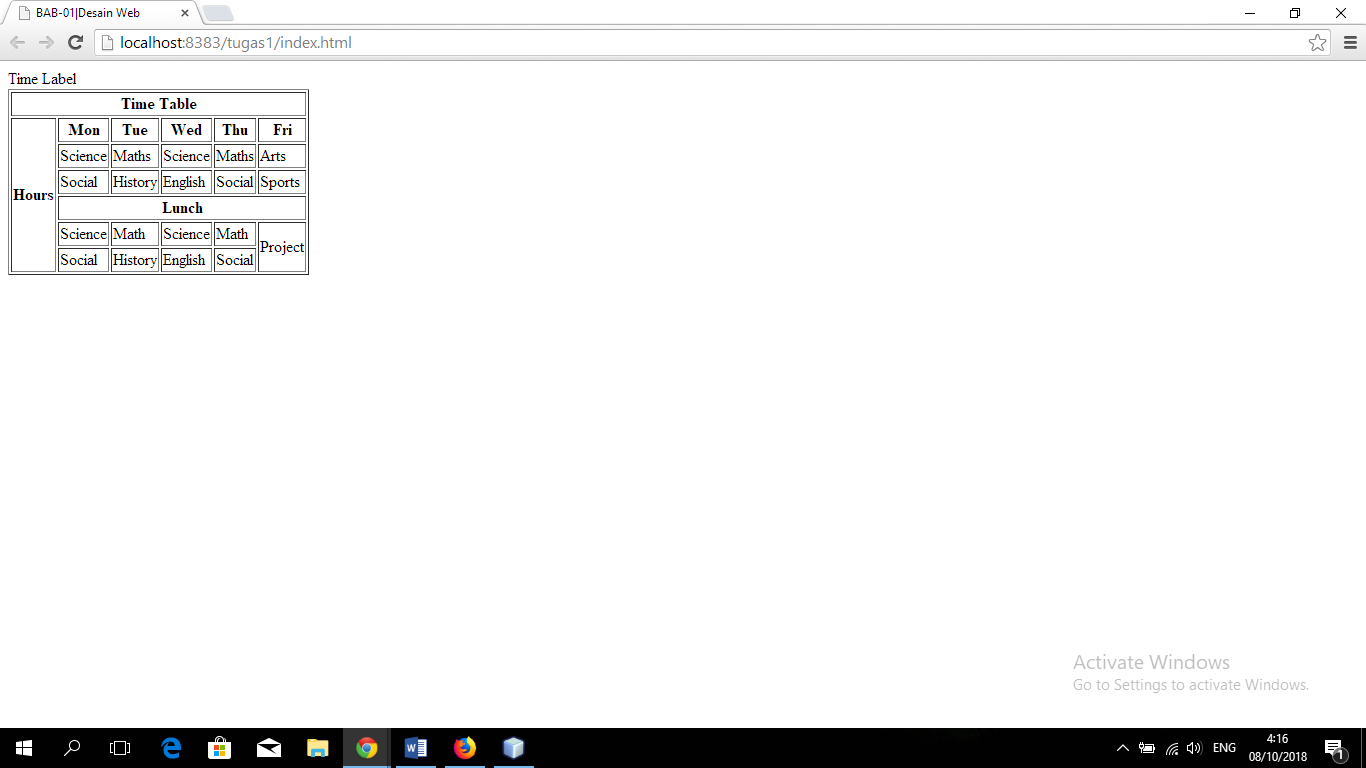 BAB-01|Desain Web
localhost:8383/tugas1/index.html
Time Label
Time Table
Hours
Mon Tue Wed Thu Fri
Science Maths Science Maths Arts
Social History English Social Sports
Lunch
Science Math Science Math Project
Social History English Social
Activate Windows
Go to Settings to activate Windows.
ENG
4:16
08/10/2018
1